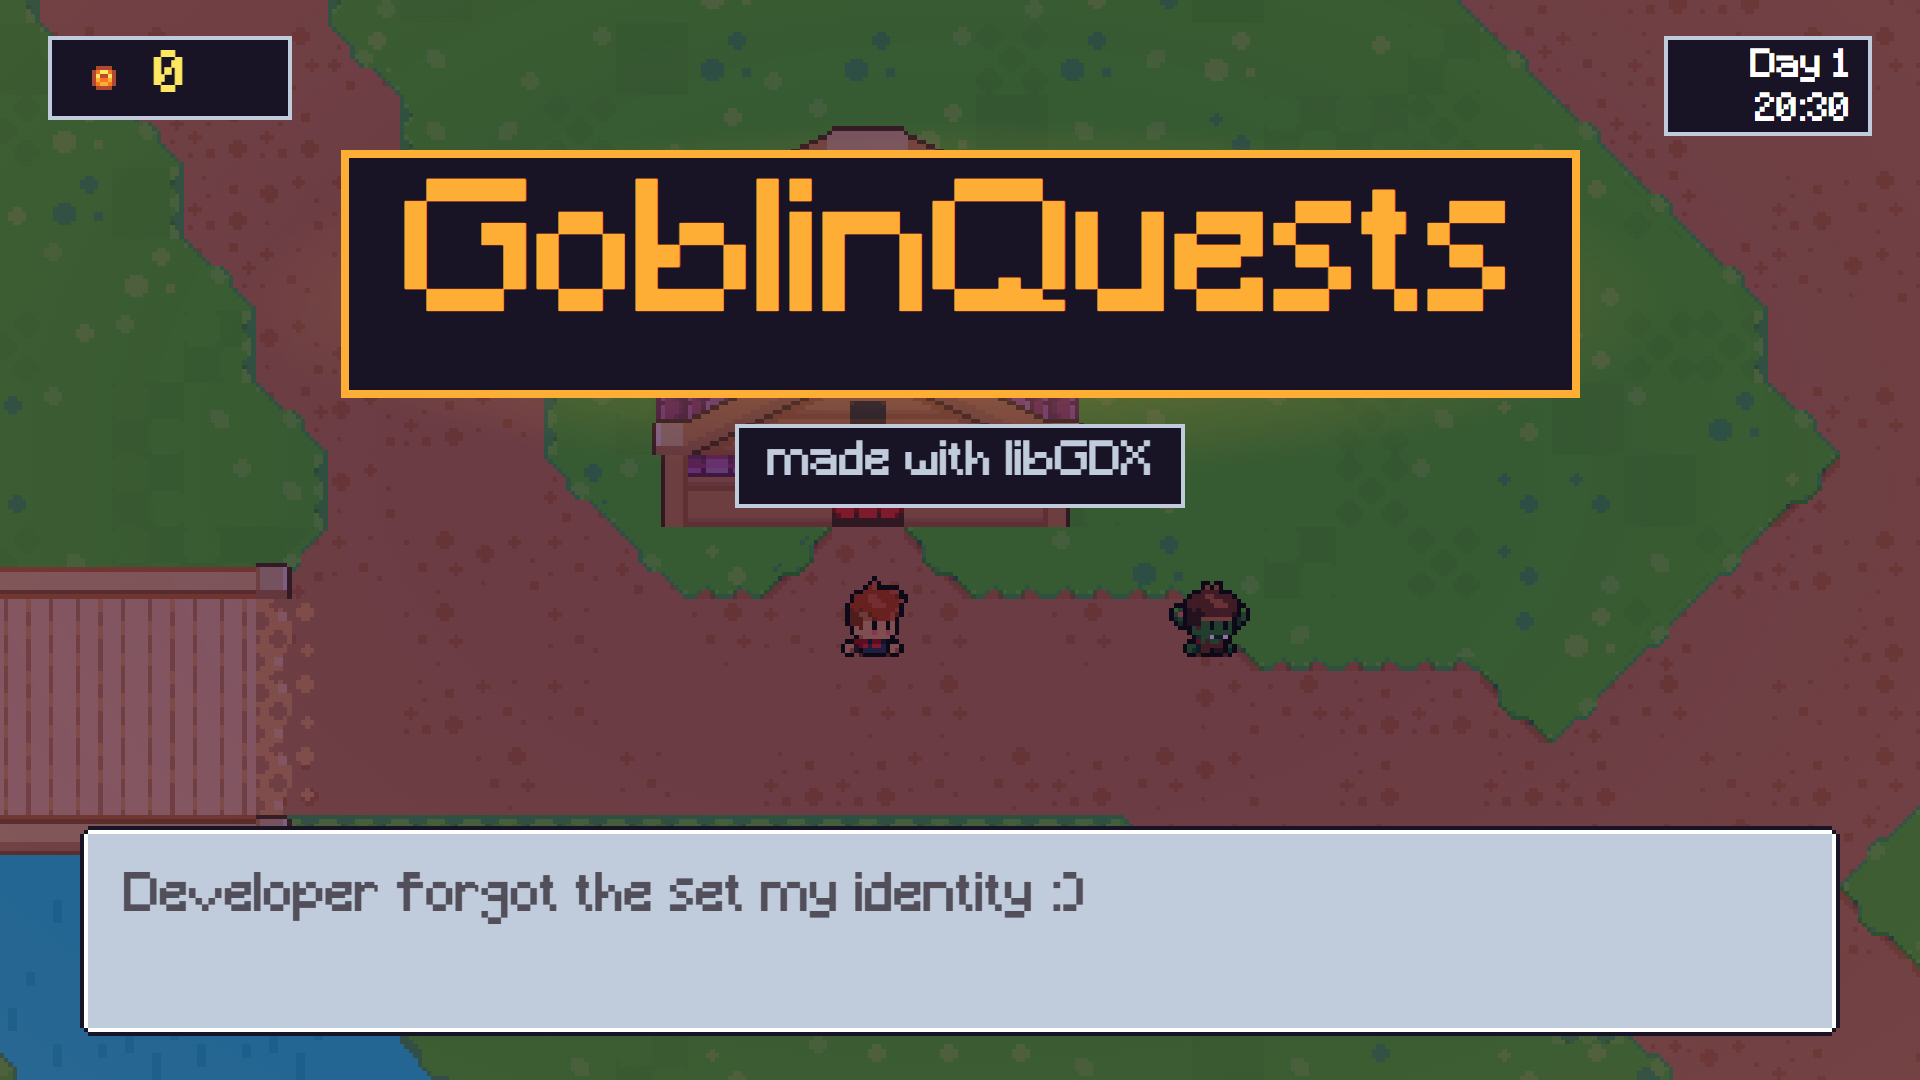 0
Day 1
20:30
GoblinQuests
made with libGDX
Developer forgot the set my identity :)